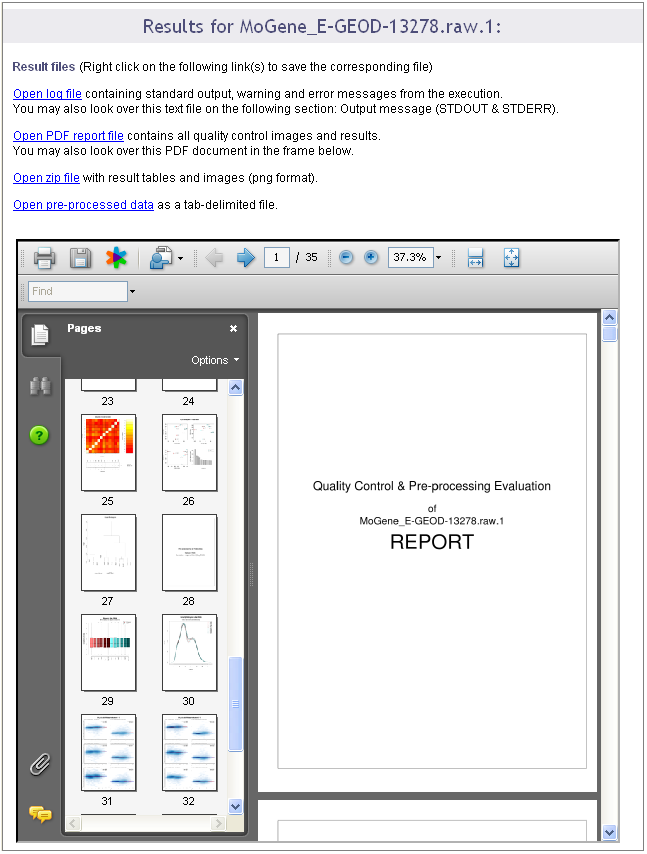 Results for MoGene_E-GEOD-13278.raw.1:
Result files (Right click on the following link(s) to save the corresponding file)
Open log file containing standard output, warning and error messages from the execution.
You may also look over this text file on the following section: Output message (STDOUT & STDERR).
Open PDF report file contains all quality control images and results.
You may also look over this PDF document in the frame below.
Open zip file with result tables and images (png format).
Open pre-processed data as a tab-delimited file.
1 / 35 37.3%
Find
Pages
Options
23 24
25 26
27 28
29 30
31 32
Quality Control & Pre-processing Evaluation
of
MoGene_E-GEOD-13278.raw.1
REPORT